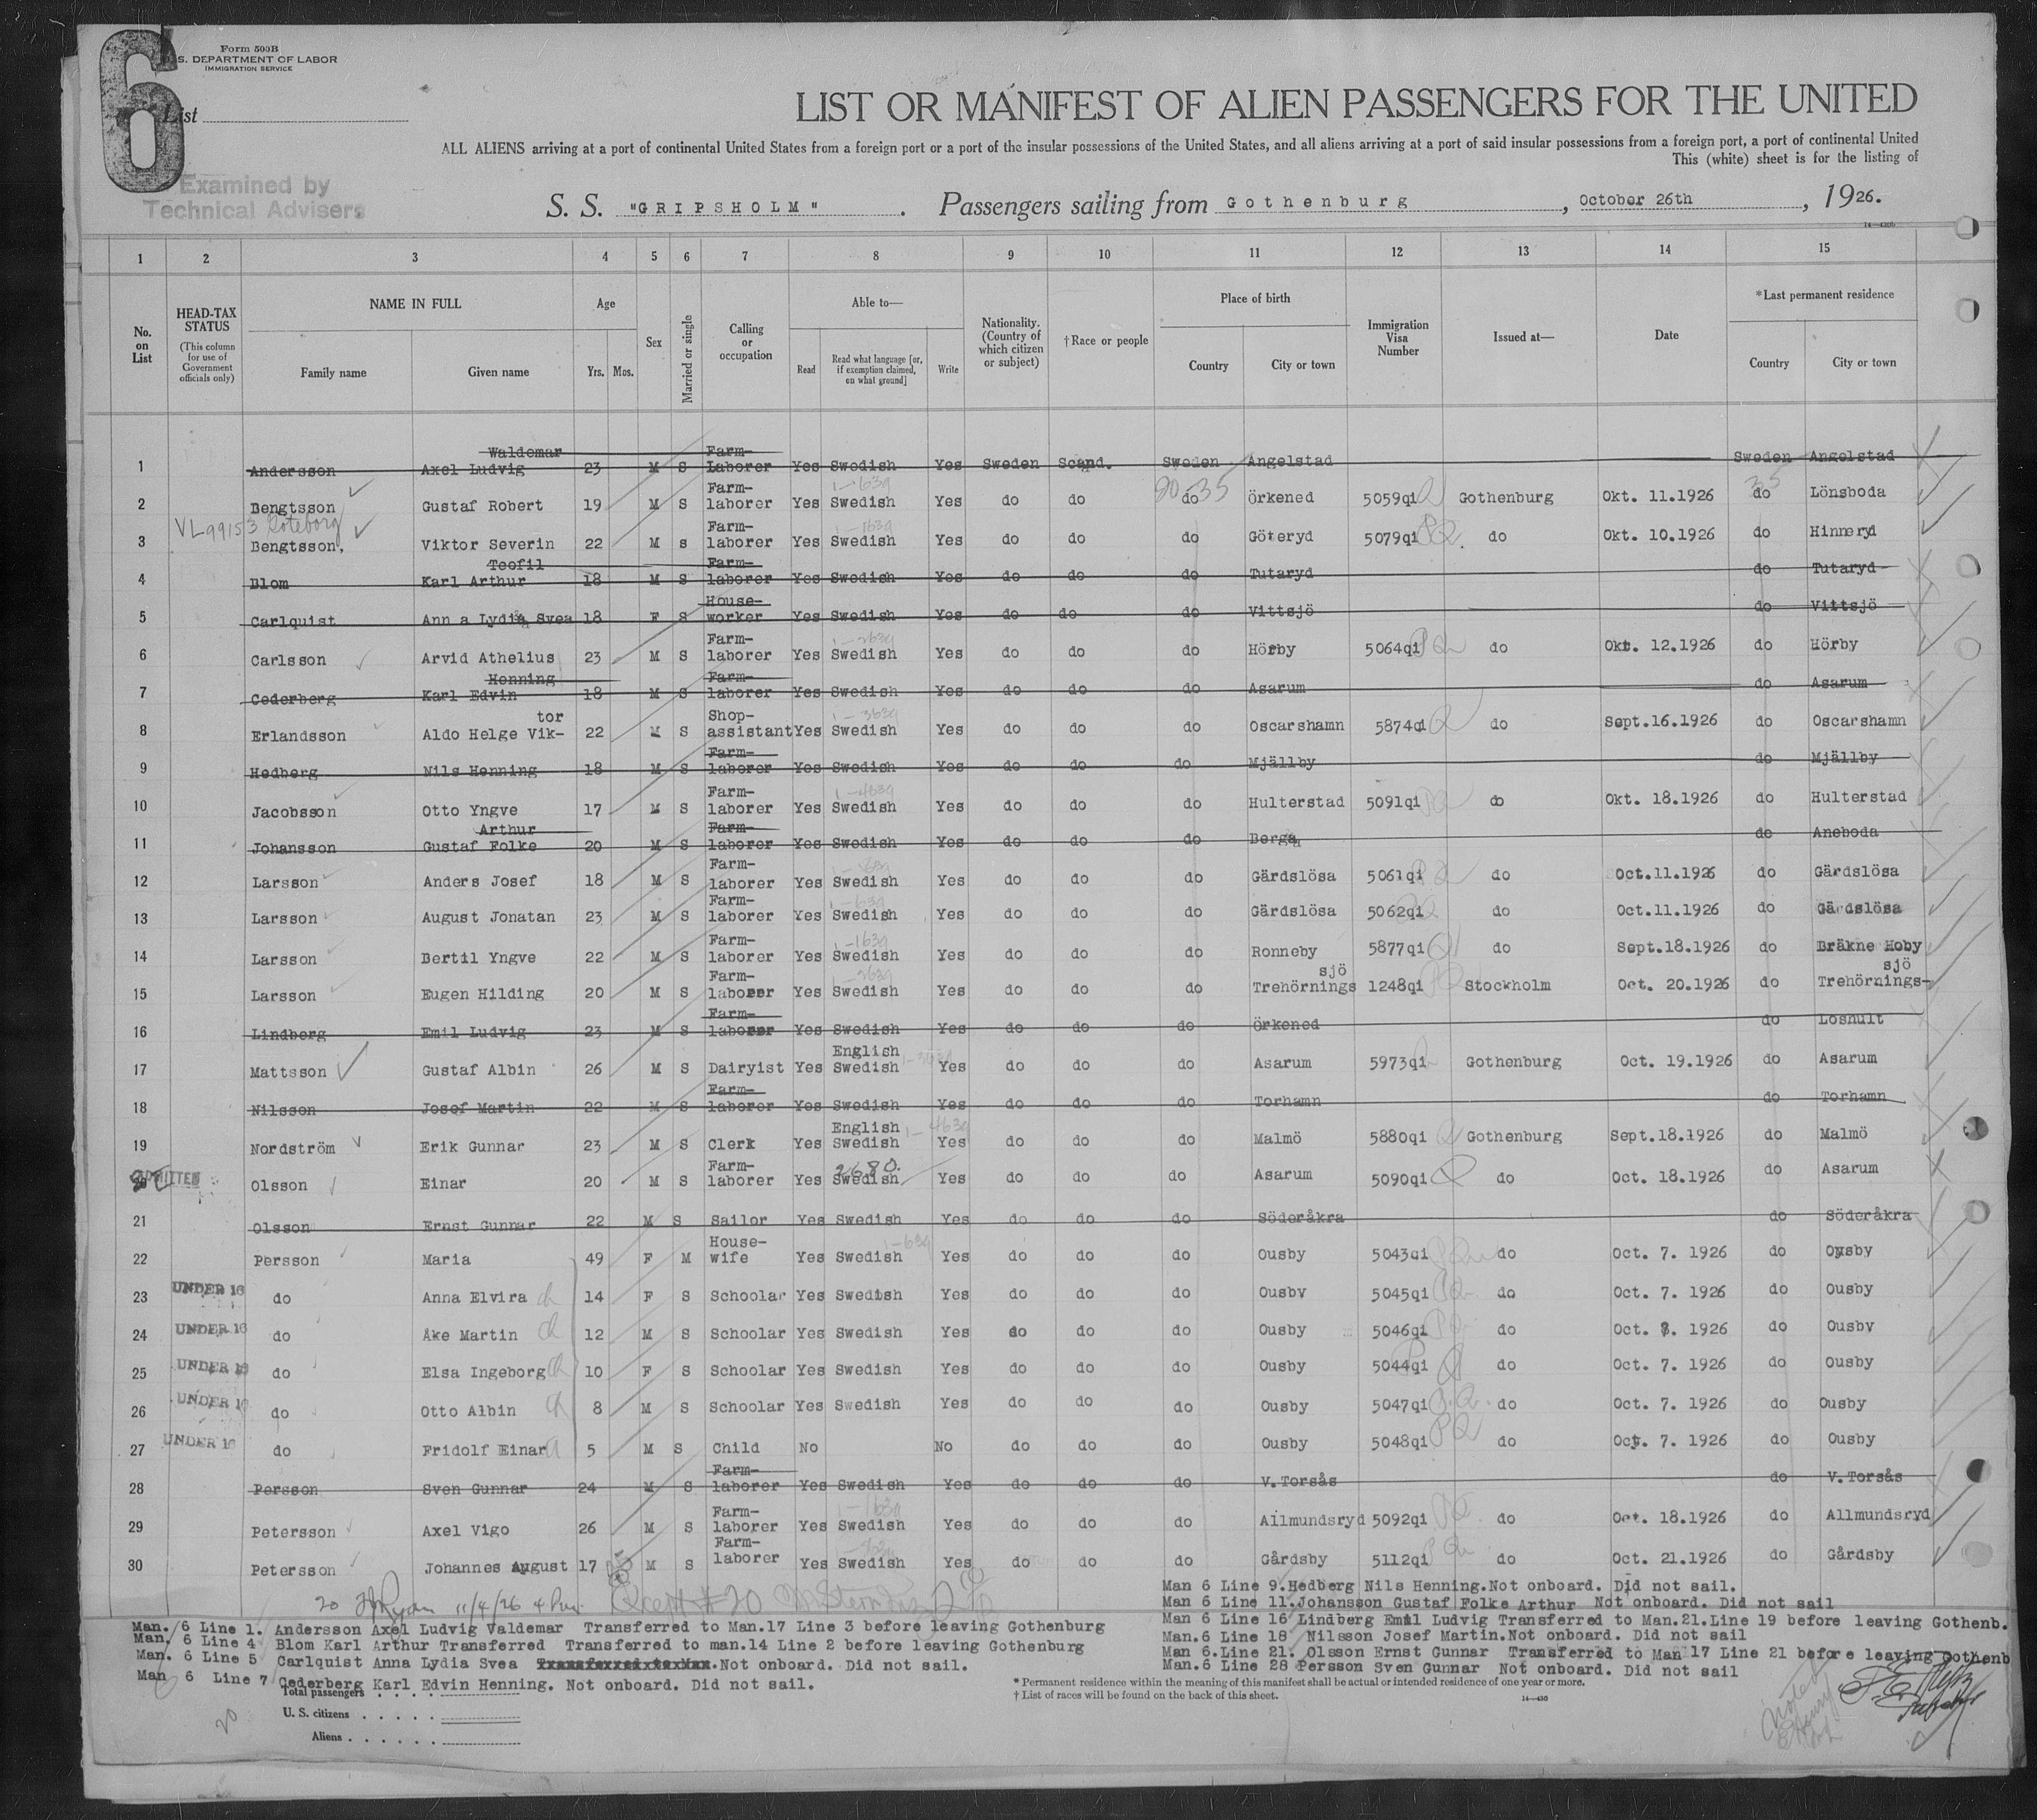 6
Form 500B
U.S. DEPARTMENT OF LABOR
IMMIGRATION SERVICE
List
Examined by
Technical Advisers
LIST OR MANIFEST OF ALIEN PASSENGERS FOR THE UNITED
ALL ALIENS arriving at a port of continental United States from a foreign port or a port of the insular possessions of the United States, and all aliens arriving at a port of said insular possessions from a foreign port, a port of continental United
This (white) sheet is for the listing of
S. S. "GRIPSHOLM" . Passengers sailing from Gothenburg , October 26th , 1926.
1 2 3 4 5 6 7 8 9 10 11 12 13 14 15
No. on List
HEAD-TAX STATUS (This column for use of Government officials only)
NAME IN FULL Family name Given name
Age Yrs. Mos.
Sex
Married or single
Calling or occupation
Able to— Read Read what language [or, if exemption claimed, on what ground] Write
Nationality. (Country of which citizen or subject)
†Race or people
Place of birth Country City or town
Immigration Visa Number
Issued at—
Date
*Last permanent residence Country City or town
1 Andersson Axel Ludvig Waldemar 23 M S Farm-Laborer Yes Swedish Yes Sweden Scand. Sweden Angelstad Sweden Angelstad
2 Bengtsson Gustaf Robert 19 M S Farm-laborer Yes Swedish Yes do do do Örkened 5059qi Gothenburg Okt. 11.1926 do Lönsboda
VL99153 Göteborg
3 Bengtsson, Viktor Severin 22 M s Farm-laborer Yes Swedish Yes do do do Göteryd 5079qi do Okt. 10.1926 do Hinneryd
4 Blom Karl Arthur Teofil 18 M S Farm-laborer Yes Swedish Yes do do do Tutaryd do Tutaryd
5 Carlquist Ann a Lydia Svea 18 F S House-worker Yes Swedish Yes do do do Vittsjö do Vittsjö
6 Carlsson Arvid Athelius 23 M S Farm-laborer Yes Swedish Yes do do do Hörby 5064qi do Okt. 12.1926 do Hörby
7 Cederberg Karl Edvin Henning 18 M S Farm-laborer Yes Swedish Yes do do do Asarum do Asarum
8 Erlandsson Aldo Helge Vik-tor 22 M S Shop-assistant Yes Swedish Yes do do do Oscarshamn 5874qi do Sept.16.1926 do Oscarshamn
9 Hedberg Nils Henning 18 M S Farm-laborer Yes Swedish Yes do do do Mjällby do Mjällby
10 Jacobsson Otto Yngve 17 M S Farm-laborer Yes Swedish Yes do do do Hulterstad 5091qi do Okt. 18.1926 do Hulterstad
11 Johansson Gustaf Folke Arthur 20 M S Farm-laborer Yes Swedish Yes do do do Berga do Aneboda
12 Larsson Anders Josef 18 M S Farm-laborer Yes Swedish Yes do do do Gärdslösa 5061qi do Oct.11.1926 do Gärdslösa
13 Larsson August Jonatan 23 M S Farm-laborer Yes Swedish Yes do do do Gärdslösa 5062qi do Oct.11.1926 do Gärdslösa
14 Larsson Bertil Yngve 22 M S Farm-laborer Yes Swedish Yes do do do Ronneby 5877qi do Sept.18.1926 do Bräkne Hoby
15 Larsson Eugen Hilding 20 M S Farm-laborer Yes Swedish Yes do do do Trehörnings sjö 1248qi Stockholm Oct. 20.1926 do Trehörnings-sjö
16 Lindberg Emil Ludvig 23 M S Farm-laborer Yes Swedish Yes do do do Örkened do Loshult
17 Mattsson Gustaf Albin 26 M S Dairyist Yes English Swedish Yes do do do Asarum 5973qi Gothenburg Oct. 19.1926 do Asarum
18 Nilsson Josef Martin 22 M S Farm-laborer Yes Swedish Yes do do do Torhamn do Torhamn
19 Nordström Erik Gunnar 23 M S Clerk Yes English Swedish Yes do do do Malmö 5880qi Gothenburg Sept.18.1926 do Malmö
20 ADMITTED Olsson Einar 20 M S Farm-laborer Yes 2680. Swedish Yes do do do Asarum 5090qi do Oct. 18.1926 do Asarum
21 Olsson Ernst Gunnar 22 M S Sailor Yes Swedish Yes do do do Söderåkra do Söderåkra
22 Persson Maria 49 F M House-wife Yes Swedish Yes do do do Ousby 5043qi do Oct. 7. 1926 do Ousby
23 UNDER 16 do Anna Elvira ch 14 F S Schoolar Yes Swedish Yes do do do Ousby 5045qi do Oct. 7. 1926 do Ousby
24 UNDER 16 do Åke Martin ch 12 M S Schoolar Yes Swedish Yes do do do Ousby 5046qi do Oct. 8. 1926 do Ousby
25 UNDER 16 do Elsa Ingeborg ch 10 F S Schoolar Yes Swedish Yes do do do Ousby 5044qi do Oct. 7. 1926 do Ousby
26 UNDER 16 do Otto Albin ch 8 M S Schoolar Yes Swedish Yes do do do Ousby 5047qi do Oct. 7. 1926 do Ousby
27 UNDER 16 do Fridolf Einar 5 M S Child No No do do do Ousby 5048qi do Oct. 7. 1926 do Ousby
28 Persson Sven Gunnar 24 M S Farm-laborer Yes Swedish Yes do do do V.Torsås do V.Torsås
29 Petersson Axel Vigo 26 M S Farm-laborer Yes Swedish Yes do do do Allmundsryd 5092qi do Oct. 18.1926 do Allmundsryd
30 Petersson Johannes August 17 M S Farm-laborer Yes Swedish Yes do do do Gårdsby 5112qi do Oct. 21.1926 do Gårdsby
20 11/4/26 Except #20
Man. 6 Line 1. Andersson Axel Ludvig Valdemar Transferred to Man.17 Line 3 before leaving Gothenburg
Man. 6 Line 4 Blom Karl Arthur Transferred Transferred to man.14 Line 2 before leaving Gothenburg
Man. 6 Line 5 Carlquist Anna Lydia Svea Transferred to Man. Not onboard. Did not sail.
Man 6 Line 7 Cederberg Karl Edvin Henning. Not onboard. Did not sail.
Man 6 Line 9.Hedberg Nils Henning.Not onboard. Did not sail.
Man 6 Line 11.Johansson Gustaf Folke Arthur Not onboard. Did not sail
Man 6 Line 16 Lindberg Emil Ludvig Transferred to Man.21.Line 19 before leaving Gothenb.
Man.6 Line 18 Nilsson Josef Martin.Not onboard. Did not sail
Man 6.Line 21. Olsson Ernst Gunnar Transferred to Man 17 Line 21 before leaving Gothenb
Man.6 Line 28 Persson Sven Gunnar Not onboard. Did not sail
Total passengers
U. S. citizens
Aliens
20
* Permanent residence within the meaning of this manifest shall be actual or intended residence of one year or more.
† List of races will be found on the back of this sheet.
14—430